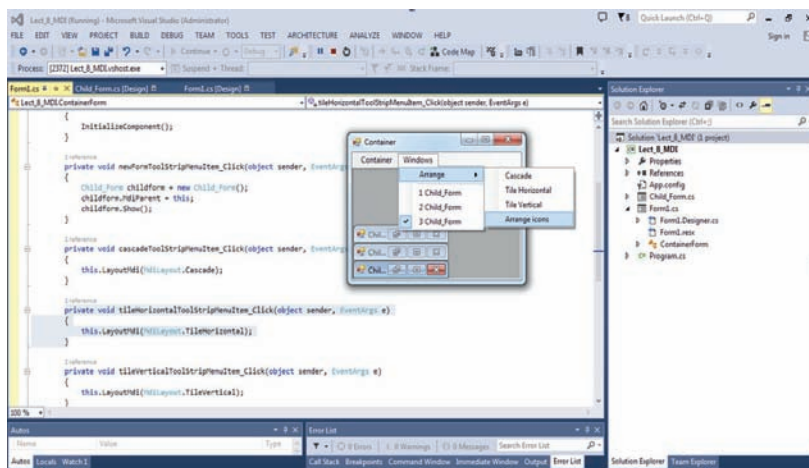 Lect_8_MDI (Running) - Microsoft Visual Studio (Administrator)
Quick Launch (Ctrl+Q)
FILE EDIT VIEW PROJECT BUILD DEBUG TEAM TOOLS TEST ARCHITECTURE ANALYZE WINDOW HELP
Sign in
Continue Debug Code Map
Process: [2372] Lect_8_MDI.vshost.exe Suspend Thread: Stack Frame:
Form1.cs Child_Form.cs [Design] Form1.cs [Design]
Lect_8_MDI.ContainerForm
tileHorizontalToolStripMenuItem_Click(object sender, EventArgs e)
{
InitializeComponent();
}
1 reference
private void newFormToolStripMenuItem_Click(object sender, EventArgs
{
Child_Form childform = new Child_Form();
childform.MdiParent = this;
childform.Show();
}
1 reference
private void cascadeToolStripMenuItem_Click(object sender, EventArgs
{
this.LayoutMdi(MdiLayout.Cascade);
}
1 reference
private void tileHorizontalToolStripMenuItem_Click(object sender, EventArgs e)
{
this.LayoutMdi(MdiLayout.TileHorizontal);
}
1 reference
private void tileVerticalToolStripMenuItem_Click(object sender, EventArgs e)
{
this.LayoutMdi(MdiLayout.TileVertical);
}
100 %
Container
Container Windows
Arrange
1 Child_Form
2 Child_Form
3 Child_Form
Cascade
Tile Horizontal
Tile Vertical
Arrange icons
Chil...
Chil...
Chil...
Solution Explorer
Search Solution Explorer (Ctrl+;)
Solution 'Lect_8_MDI' (1 project)
Lect_8_MDI
Properties
References
App.config
Child_Form.cs
Form1.cs
Form1.Designer.cs
Form1.resx
ContainerForm
Program.cs
Autos
Name Value Type
Autos Locals Watch 1
Error List
0 Errors 0 Warnings 0 Messages Search Error List
Call Stack Breakpoints Command Window Immediate Window Output Error List
Solution Explorer Team Explorer